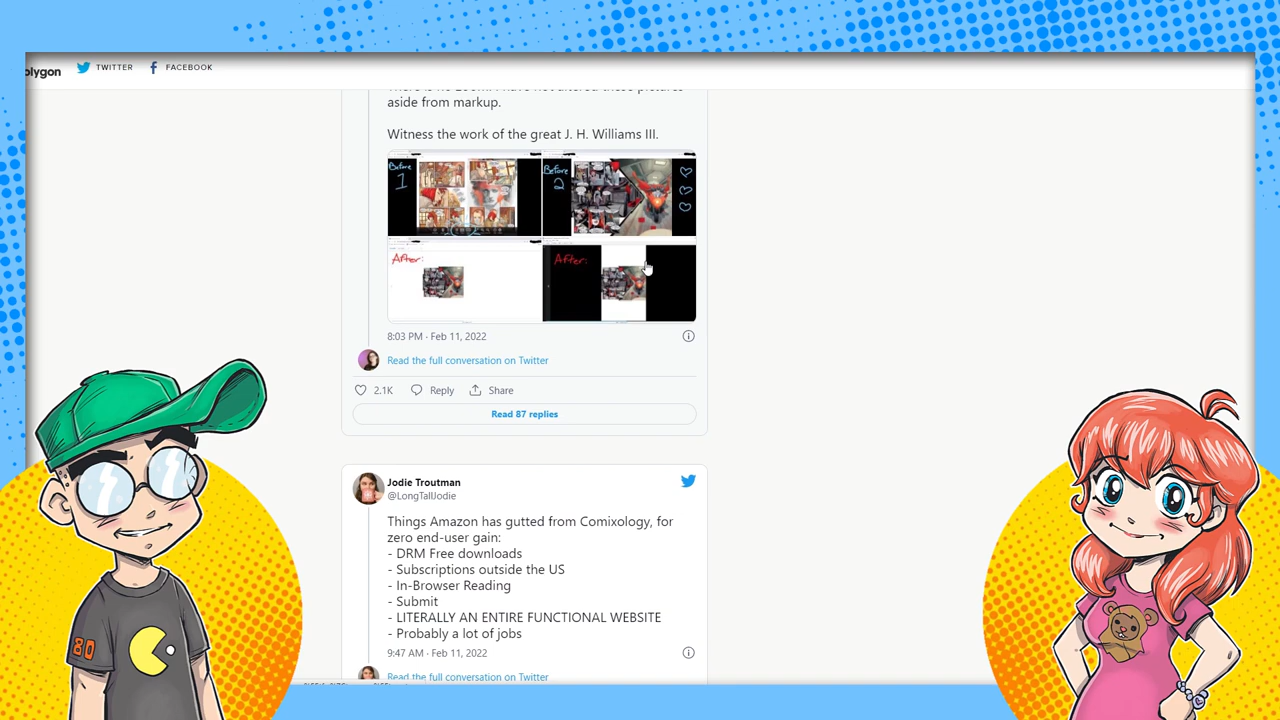 olygon TWITTER FACEBOOK
aside from markup.
Witness the work of the great J. H. Williams III.
Before
1
Before
2
After:
After:
8:03 PM · Feb 11, 2022
Read the full conversation on Twitter
2.1K Reply Share
Read 87 replies
Jodie Troutman
@LongTallJodie
Things Amazon has gutted from Comixology, for
zero end-user gain:
- DRM Free downloads
- Subscriptions outside the US
- In-Browser Reading
- Submit
- LITERALLY AN ENTIRE FUNCTIONAL WEBSITE
- Probably a lot of jobs
9:47 AM · Feb 11, 2022
Read the full conversation on Twitter
80